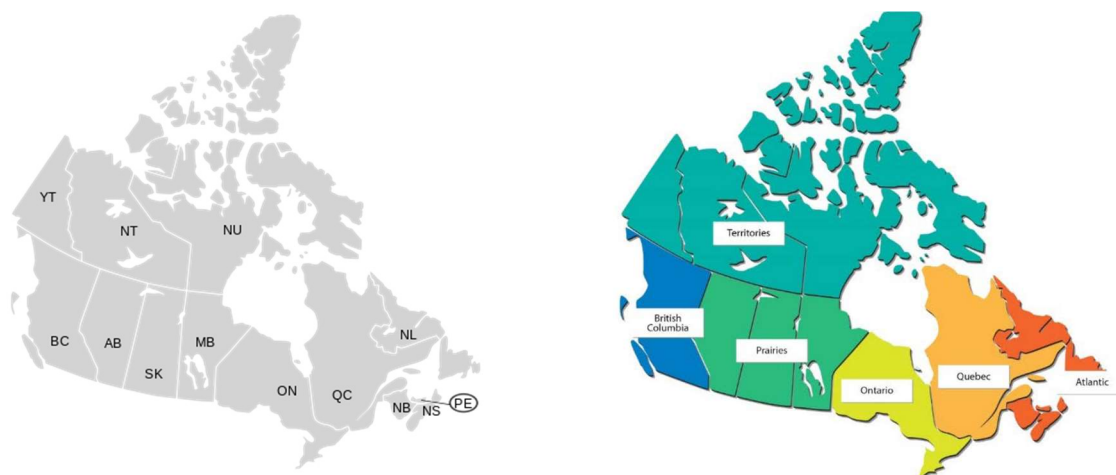 YT
NT
NU
BC
AB
SK
MB
ON
QC
NL
NB
NS
PE
Territories
British
Columbia
Prairies
Ontario
Quebec
Atlantic